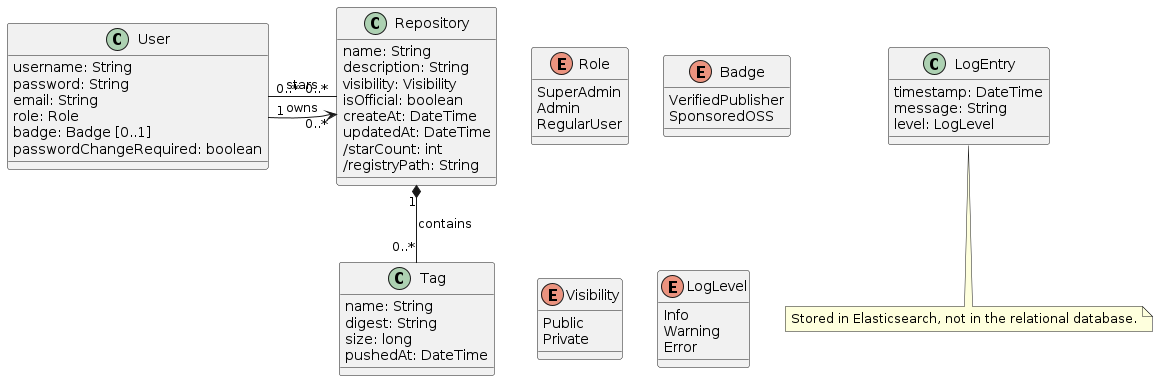 C User
username: String
password: String
email: String
role: Role
badge: Badge [0..1]
passwordChangeRequired: boolean
0..* stars 0..*
1 owns 0..*
C Repository
name: String
description: String
visibility: Visibility
isOfficial: boolean
createAt: DateTime
updatedAt: DateTime
/starCount: int
/registryPath: String
E Role
SuperAdmin
Admin
RegularUser
E Badge
VerifiedPublisher
SponsoredOSS
C LogEntry
timestamp: DateTime
message: String
level: LogLevel
1
contains
0..*
C Tag
name: String
digest: String
size: long
pushedAt: DateTime
E Visibility
Public
Private
E LogLevel
Info
Warning
Error
Stored in Elasticsearch, not in the relational database.